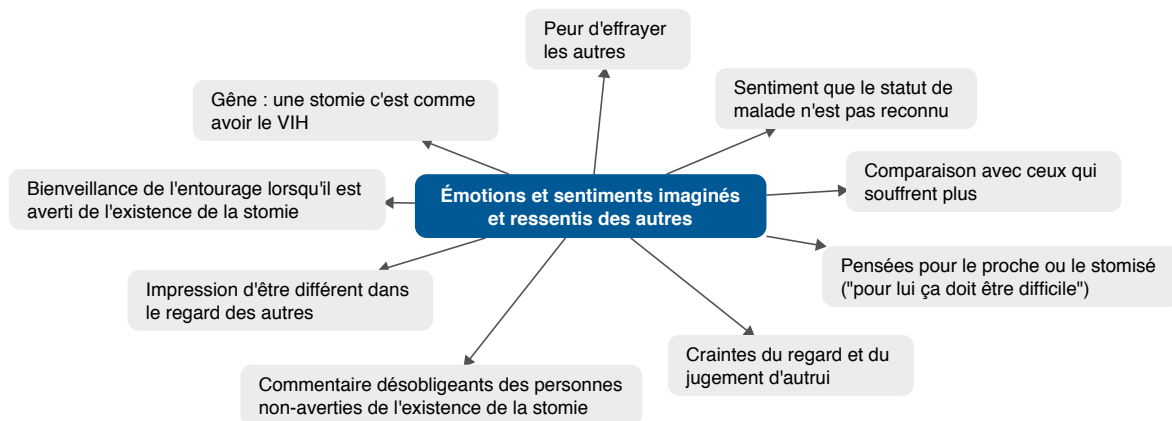 Peur d'effrayer
les autres
Sentiment que le statut de
malade n'est pas reconnu
Gêne : une stomie c'est comme
avoir le VIH
Comparaison avec ceux qui
souffrent plus
Bienveillance de l'entourage lorsqu'il est
averti de l'existence de la stomie
Émotions et sentiments imaginés
et ressentis des autres
Pensées pour le proche ou le stomisé
("pour lui ça doit être difficile")
Impression d'être différent dans
le regard des autres
Craintes du regard et du
jugement d'autrui
Commentaire désobligeants des personnes
non-averties de l'existence de la stomie